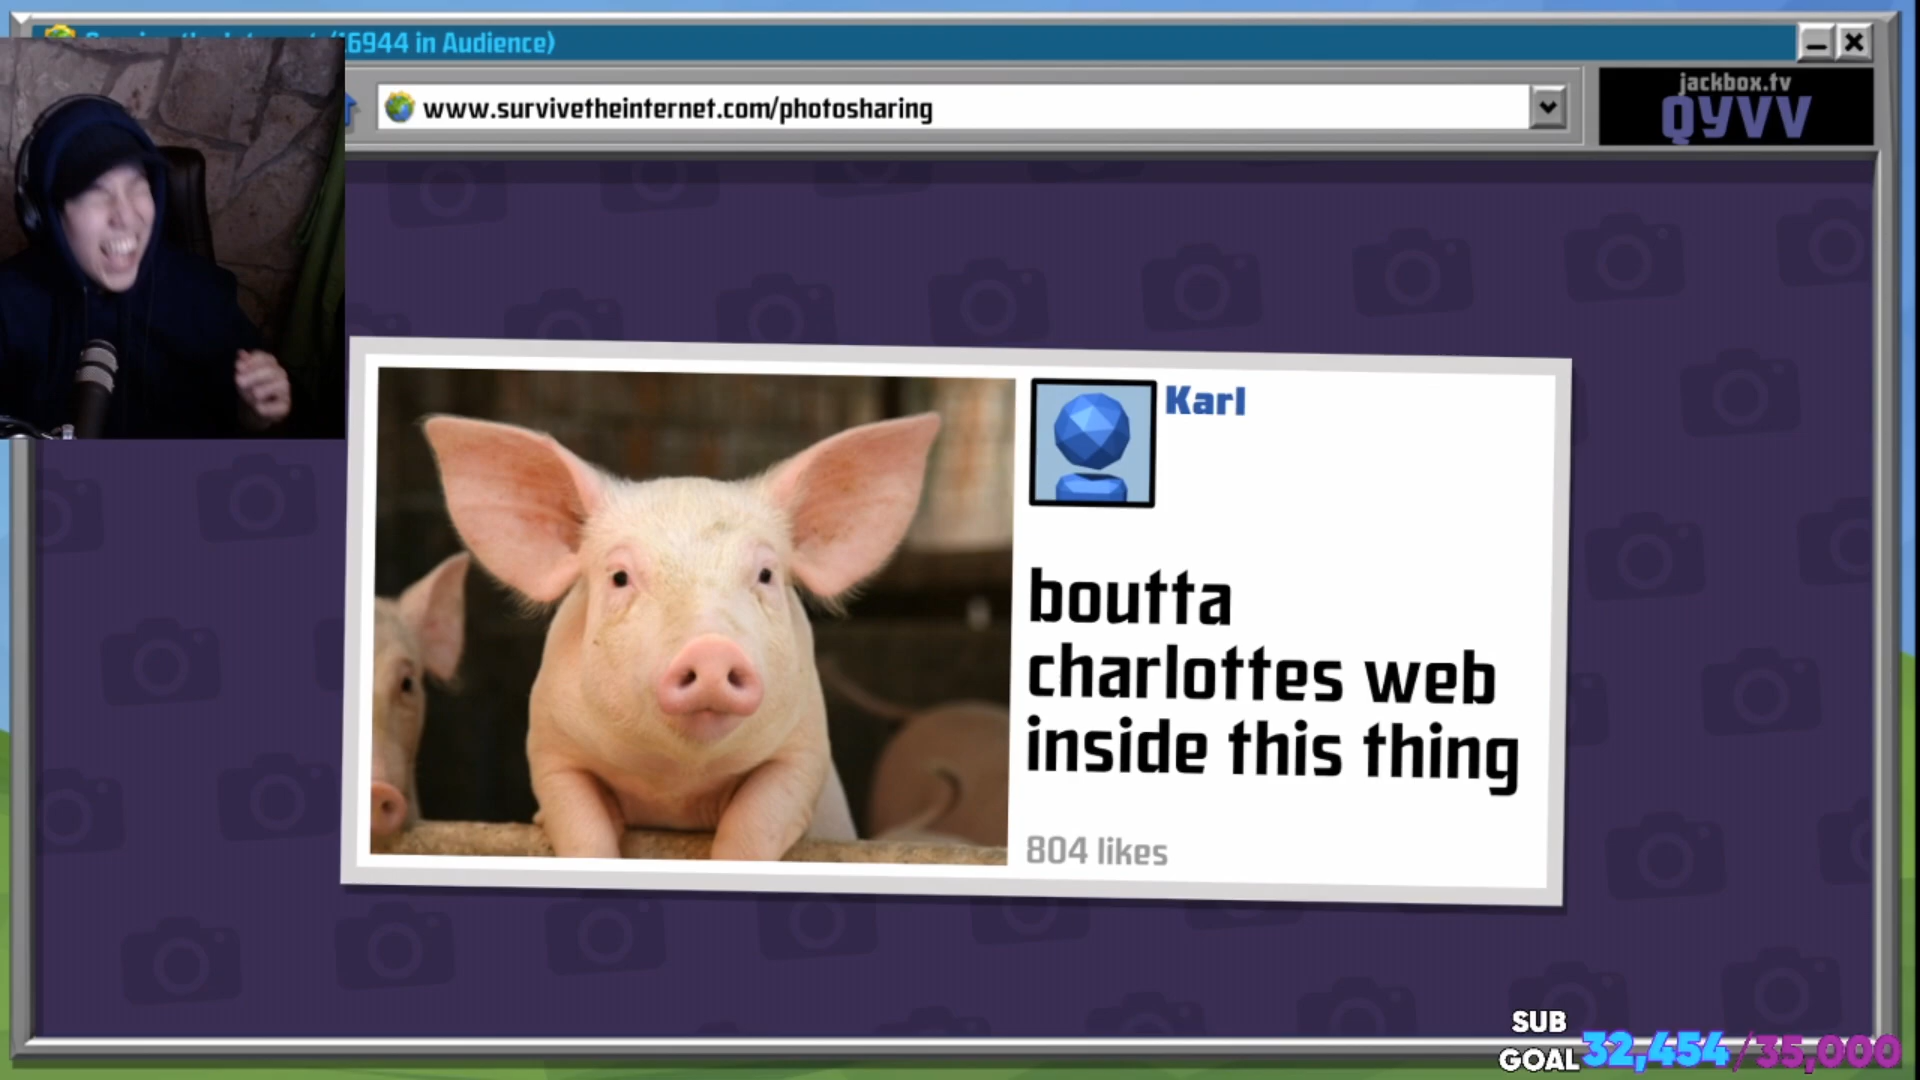 6944 in Audience)
www.survivetheinternet.com/photosharing
jackbox.tv
QYVV
Karl
boutta
charlottes web
inside this thing
804 likes
SUB
GOAL 32,454/35,000